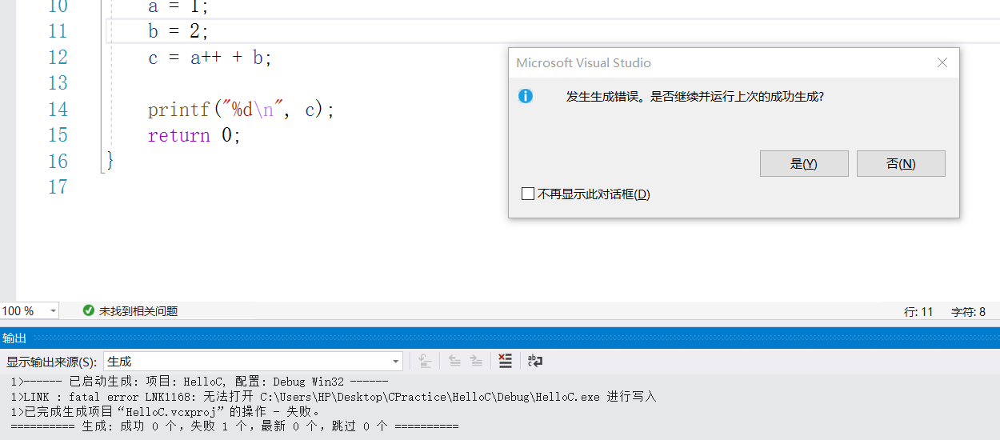 10 a = 1;
11 b = 2;
12 c = a++ + b;
13
14 printf("%d\n", c);
15 return 0;
16 }
17
Microsoft Visual Studio
发生生成错误。是否继续并运行上次的成功生成?
是(Y) 否(N)
不再显示此对话框(D)
100 % 未找到相关问题 行: 11 字符: 8
输出
显示输出来源(S): 生成
1>------ 已启动生成: 项目: HelloC, 配置: Debug Win32 ------
1>LINK : fatal error LNK1168: 无法打开 C:\Users\HP\Desktop\CPractice\HelloC\Debug\HelloC.exe 进行写入
1>已完成生成项目“HelloC.vcxproj”的操作 - 失败。
========== 生成: 成功 0 个，失败 1 个，最新 0 个，跳过 0 个 ==========